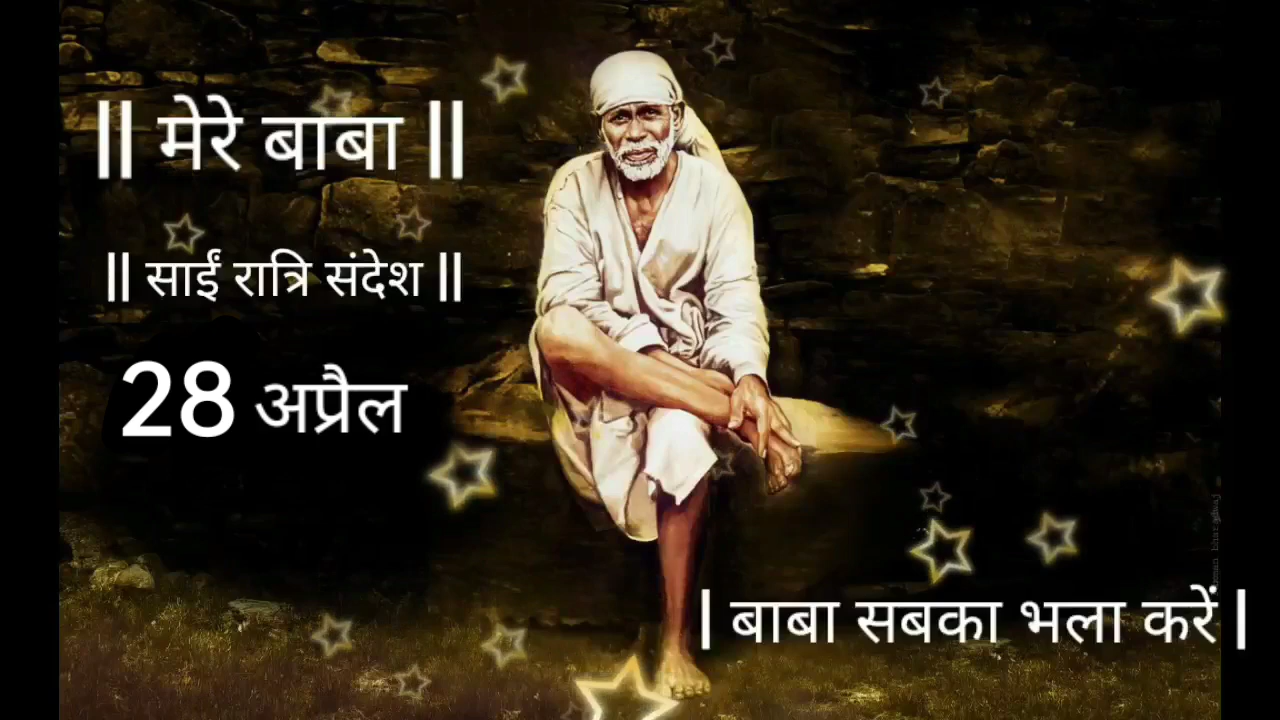 || मेरे बाबा ||
|| साईं रात्रि संदेश ||
28 अप्रैल
| बाबा सबका भला करें |